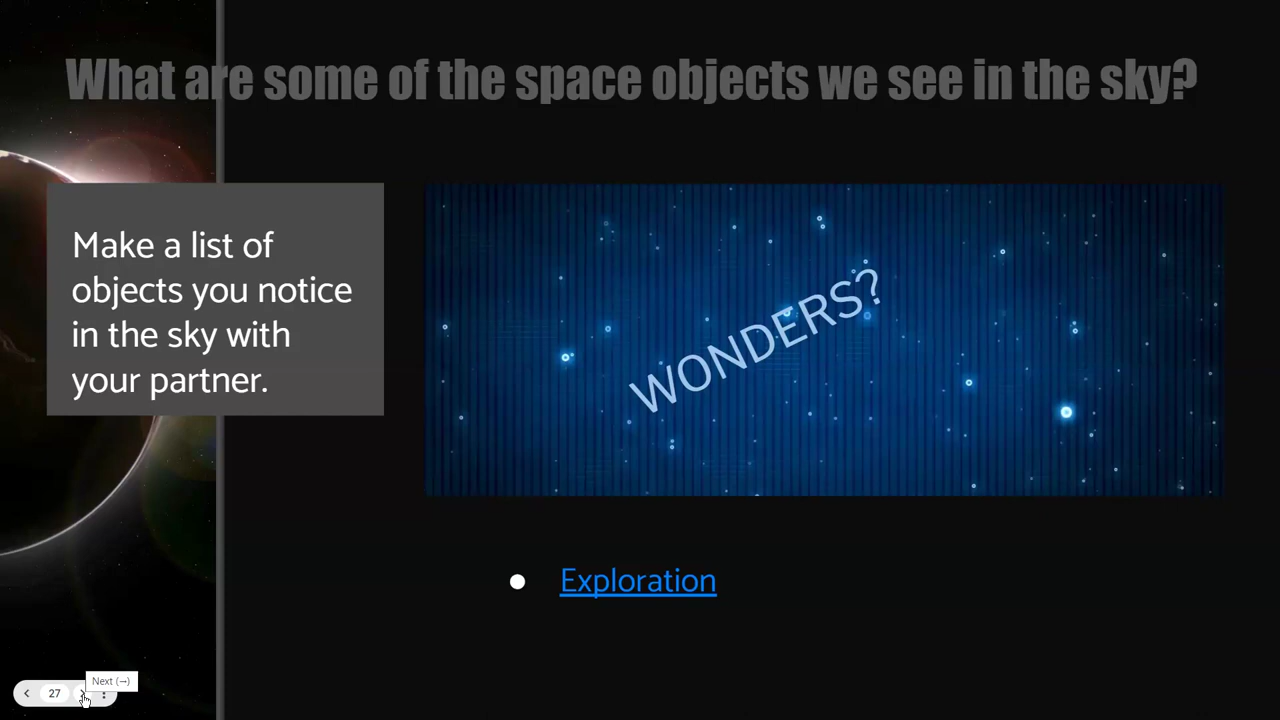 What are some of the space objects we see in the sky?
Make a list of
objects you notice
in the sky with
your partner.
WONDERS?
● Exploration
Next (→)
27